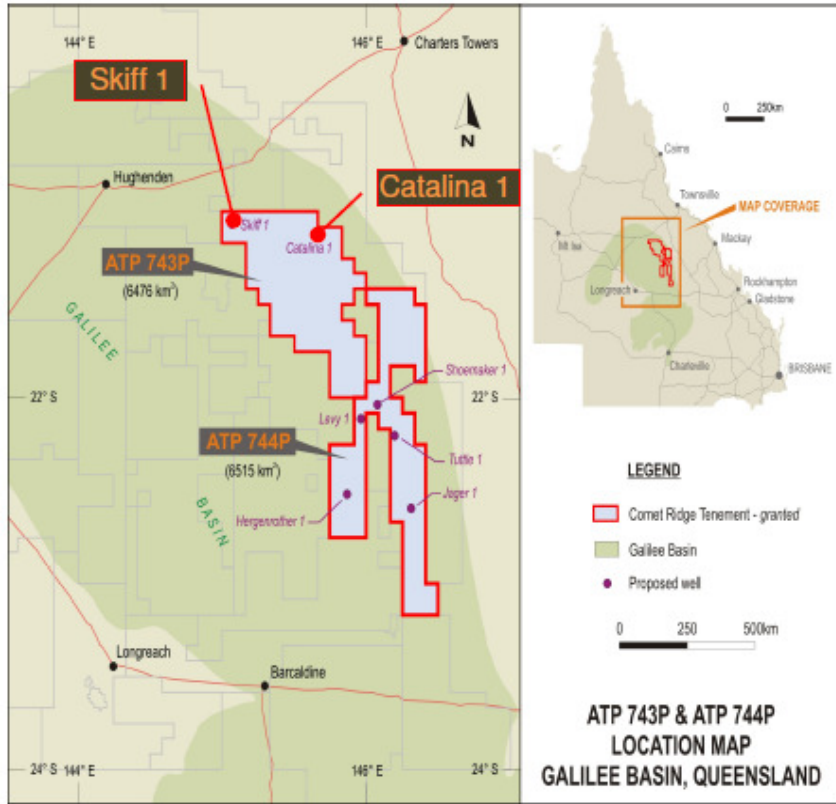 144° E
146° E
Charters Towers
Skiff 1
N
Hughenden
Catalina 1
Skiff 1
Catalina 1
ATP 743P
(6476 km²)
GALILEE
Shoemaker 1
22° S
22° S
Levy 1
ATP 744P
(6515 km²)
Tuttle 1
Jager 1
Hergenrother 1
BASIN
Longreach
Barcaldine
24° S
144° E
146° E
24° S
0 250km
Cairns
Townsville
MAP COVERAGE
Mt Isa
Mackay
Longreach
Rockhampton
Gladstone
Charleville
BRISBANE
LEGEND
Comet Ridge Tenement - granted
Galilee Basin
Proposed well
0 250 500km
ATP 743P & ATP 744P
LOCATION MAP
GALILEE BASIN, QUEENSLAND